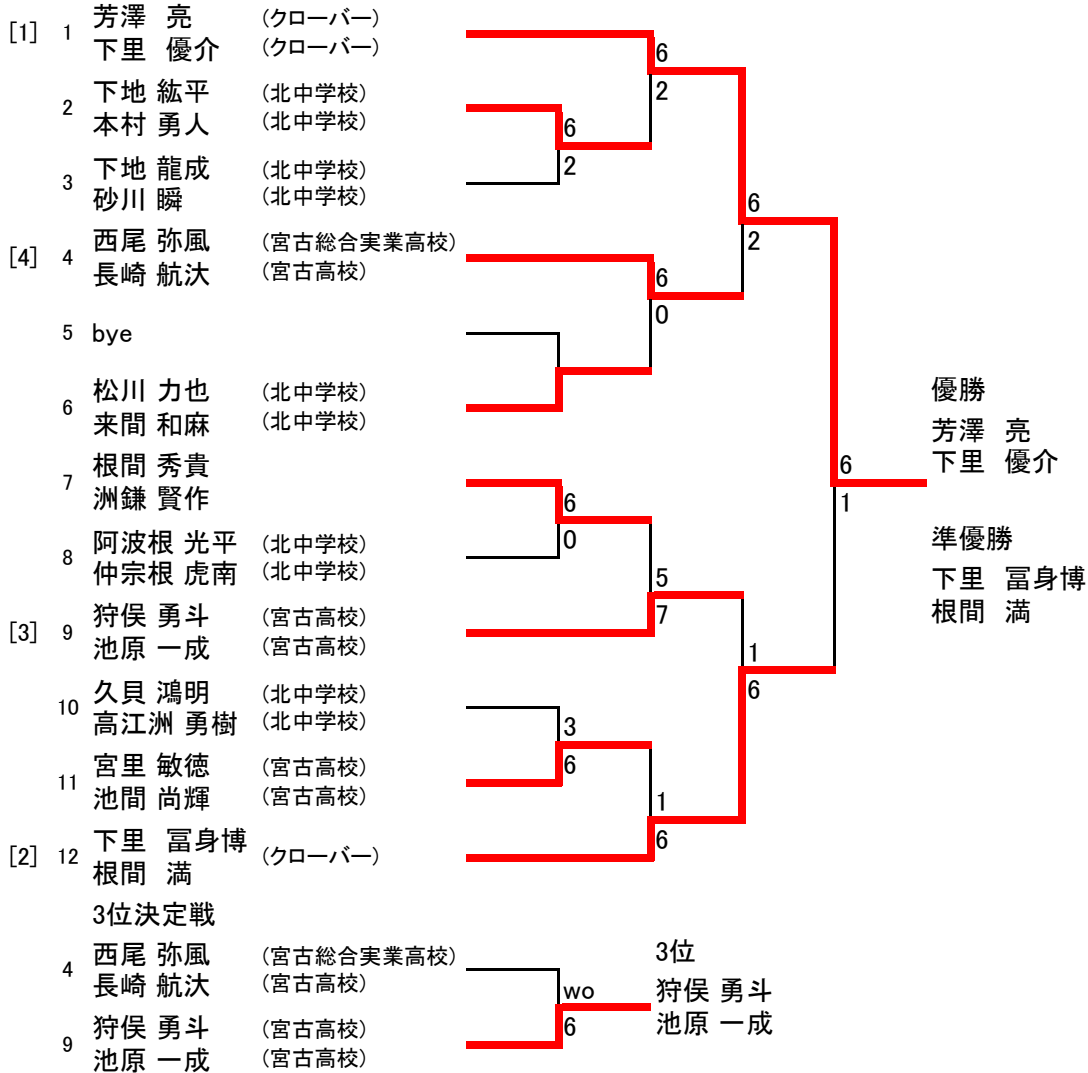 [1] 1 芳澤 亮 (クローバー)
下里 優介 (クローバー)
6
2
2 下地 紘平 (北中学校)
本村 勇人 (北中学校)
6
2
3 下地 龍成 (北中学校)
砂川 瞬 (北中学校)
6
2
[4] 4 西尾 弥風 (宮古総合実業高校)
長崎 航汰 (宮古高校)
6
0
5 bye
6 松川 力也 (北中学校)
来間 和麻 (北中学校)
優勝
芳澤 亮
下里 優介
6
1
7 根間 秀貴
洲鎌 賢作
6
0
8 阿波根 光平 (北中学校)
仲宗根 虎南 (北中学校)
準優勝
下里 冨身博
根間 満
5
7
[3] 9 狩俣 勇斗 (宮古高校)
池原 一成 (宮古高校)
1
6
10 久貝 鴻明 (北中学校)
高江洲 勇樹 (北中学校)
3
6
11 宮里 敏徳 (宮古高校)
池間 尚輝 (宮古高校)
1
6
[2] 12 下里 冨身博 (クローバー)
根間 満
3位決定戦
4 西尾 弥風 (宮古総合実業高校)
長崎 航汰 (宮古高校)
wo
6
9 狩俣 勇斗 (宮古高校)
池原 一成 (宮古高校)
3位
狩俣 勇斗
池原 一成